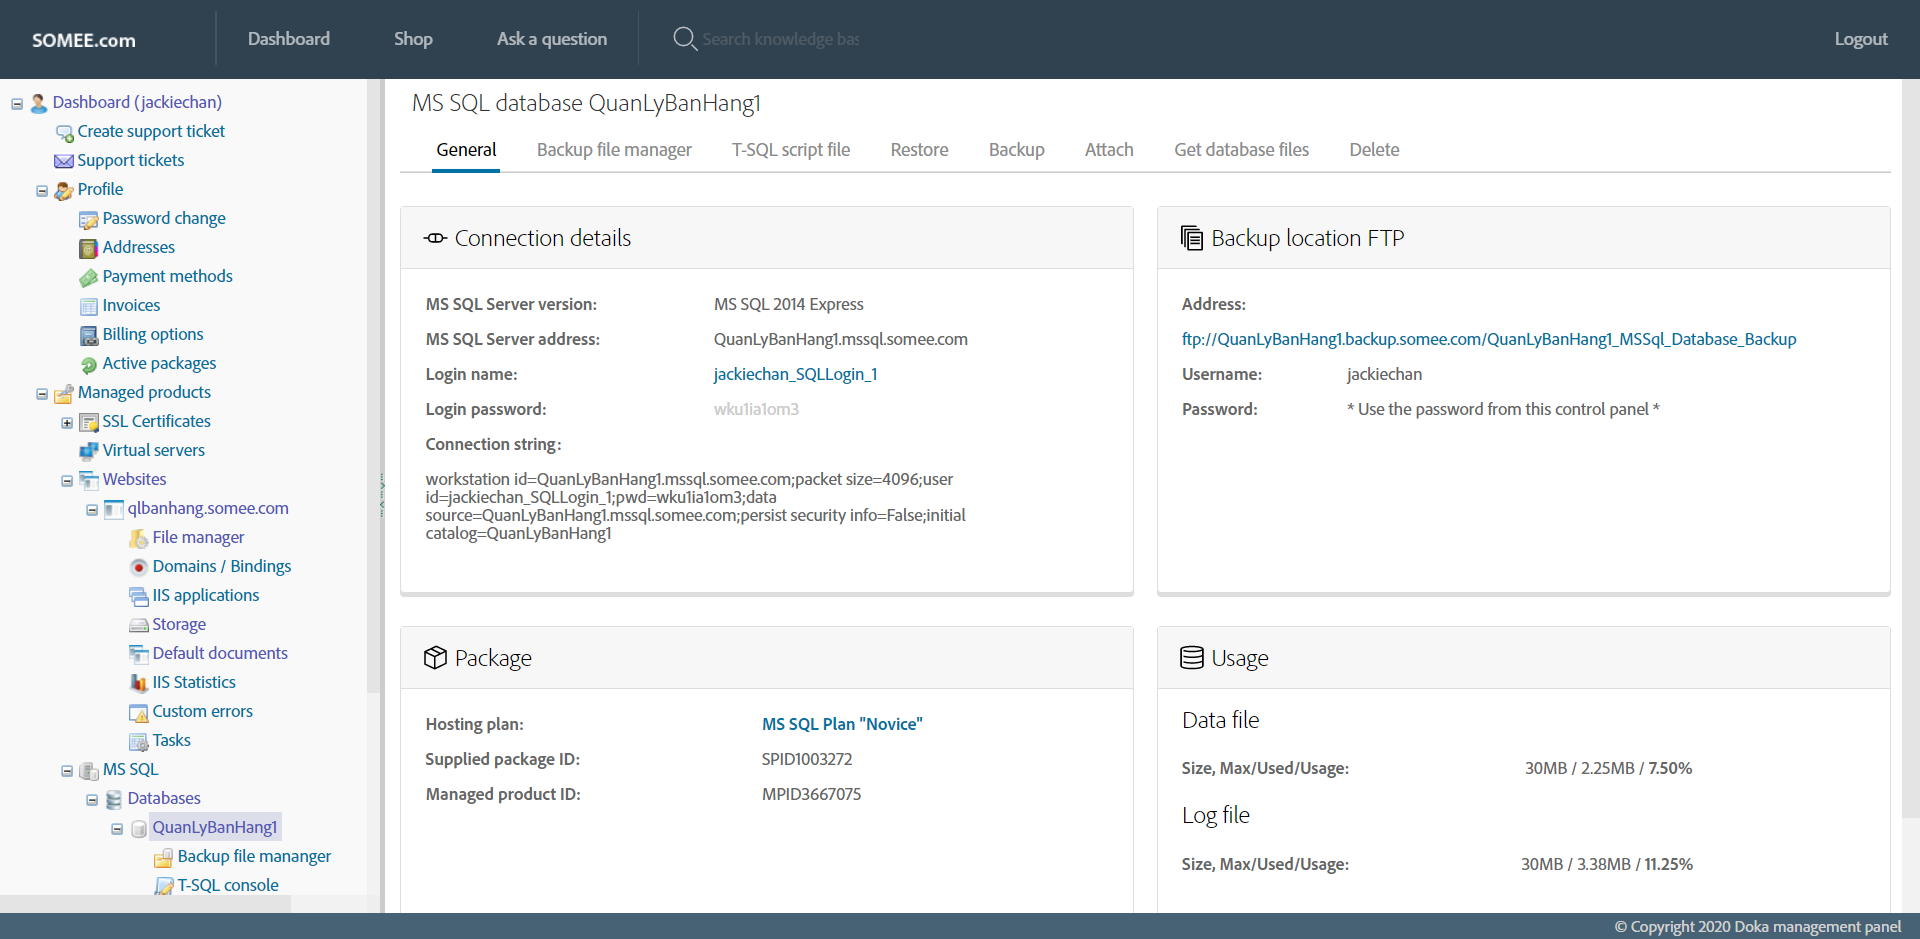 SOMEE.com
Dashboard
Shop
Ask a question
Search knowledge bas
Logout
Dashboard (jackiechan)
Create support ticket
Support tickets
Profile
Password change
Addresses
Payment methods
Invoices
Billing options
Active packages
Managed products
SSL Certificates
Virtual servers
Websites
qlbanhang.somee.com
File manager
Domains / Bindings
IIS applications
Storage
Default documents
IIS Statistics
Custom errors
Tasks
MS SQL
Databases
QuanLyBanHang1
Backup file mananger
T-SQL console
MS SQL database QuanLyBanHang1
General
Backup file manager
T-SQL script file
Restore
Backup
Attach
Get database files
Delete
Connection details
MS SQL Server version: MS SQL 2014 Express
MS SQL Server address: QuanLyBanHang1.mssql.somee.com
Login name: jackiechan_SQLLogin_1
Login password: wku1ia1om3
Connection string:
workstation id=QuanLyBanHang1.mssql.somee.com;packet size=4096;user
id=jackiechan_SQLLogin_1;pwd=wku1ia1om3;data
source=QuanLyBanHang1.mssql.somee.com;persist security info=False;initial
catalog=QuanLyBanHang1
Backup location FTP
Address:
ftp://QuanLyBanHang1.backup.somee.com/QuanLyBanHang1_MSSql_Database_Backup
Username: jackiechan
Password: * Use the password from this control panel *
Package
Hosting plan: MS SQL Plan "Novice"
Supplied package ID: SPID1003272
Managed product ID: MPID3667075
Usage
Data file
Size, Max/Used/Usage: 30MB / 2.25MB / 7.50%
Log file
Size, Max/Used/Usage: 30MB / 3.38MB / 11.25%
© Copyright 2020 Doka management panel